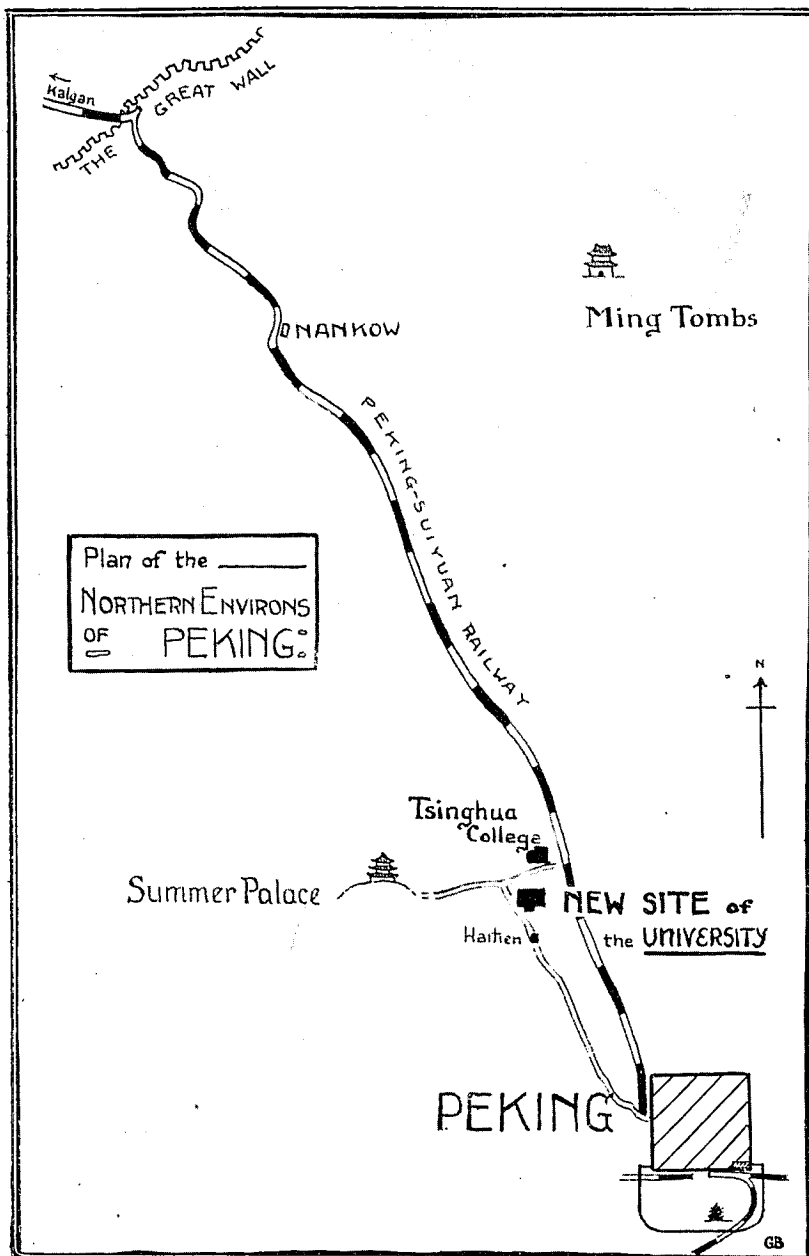 Kalgan
THE GREAT WALL
Ming Tombs
NANKOW
PEKING-SUIYUAN RAILWAY
Plan of the
NORTHERN ENVIRONS
OF PEKING:
N
Tsinghua
College
Summer Palace
NEW SITE of
the UNIVERSITY
Haitien
PEKING
GB